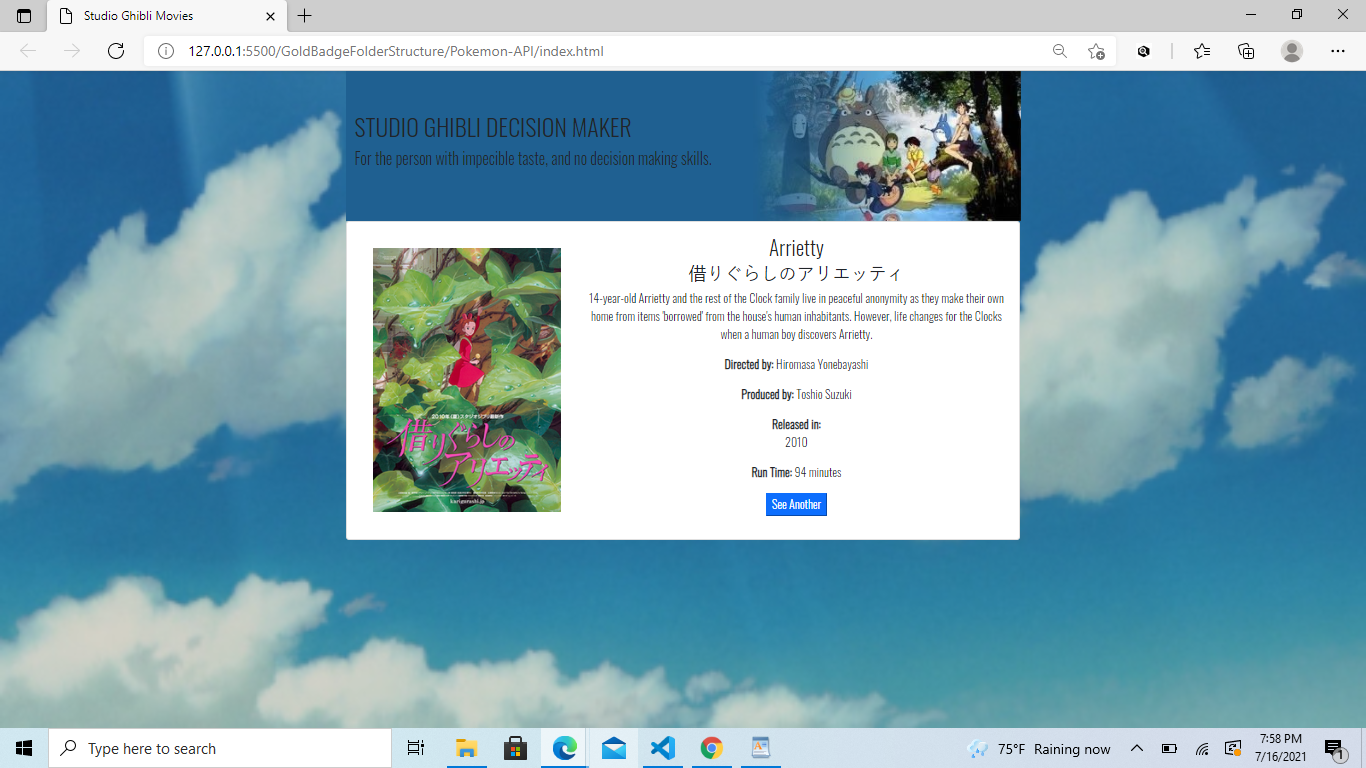 Studio Ghibli Movies
127.0.0.1:5500/GoldBadgeFolderStructure/Pokemon-API/index.html
STUDIO GHIBLI DECISION MAKER
For the person with impecible taste, and no decision making skills.
Arrietty
借りぐらしのアリエッティ
14-year-old Arrietty and the rest of the Clock family live in peaceful anonymity as they make their own
home from items 'borrowed' from the house's human inhabitants. However, life changes for the Clocks
when a human boy discovers Arrietty.
Directed by: Hiromasa Yonebayashi
Produced by: Toshio Suzuki
Released in:
2010
Run Time: 94 minutes
See Another
借りぐらしの
アリエッティ
karigurashi.jp
Type here to search
75°F Raining now
7:58 PM
7/16/2021
1